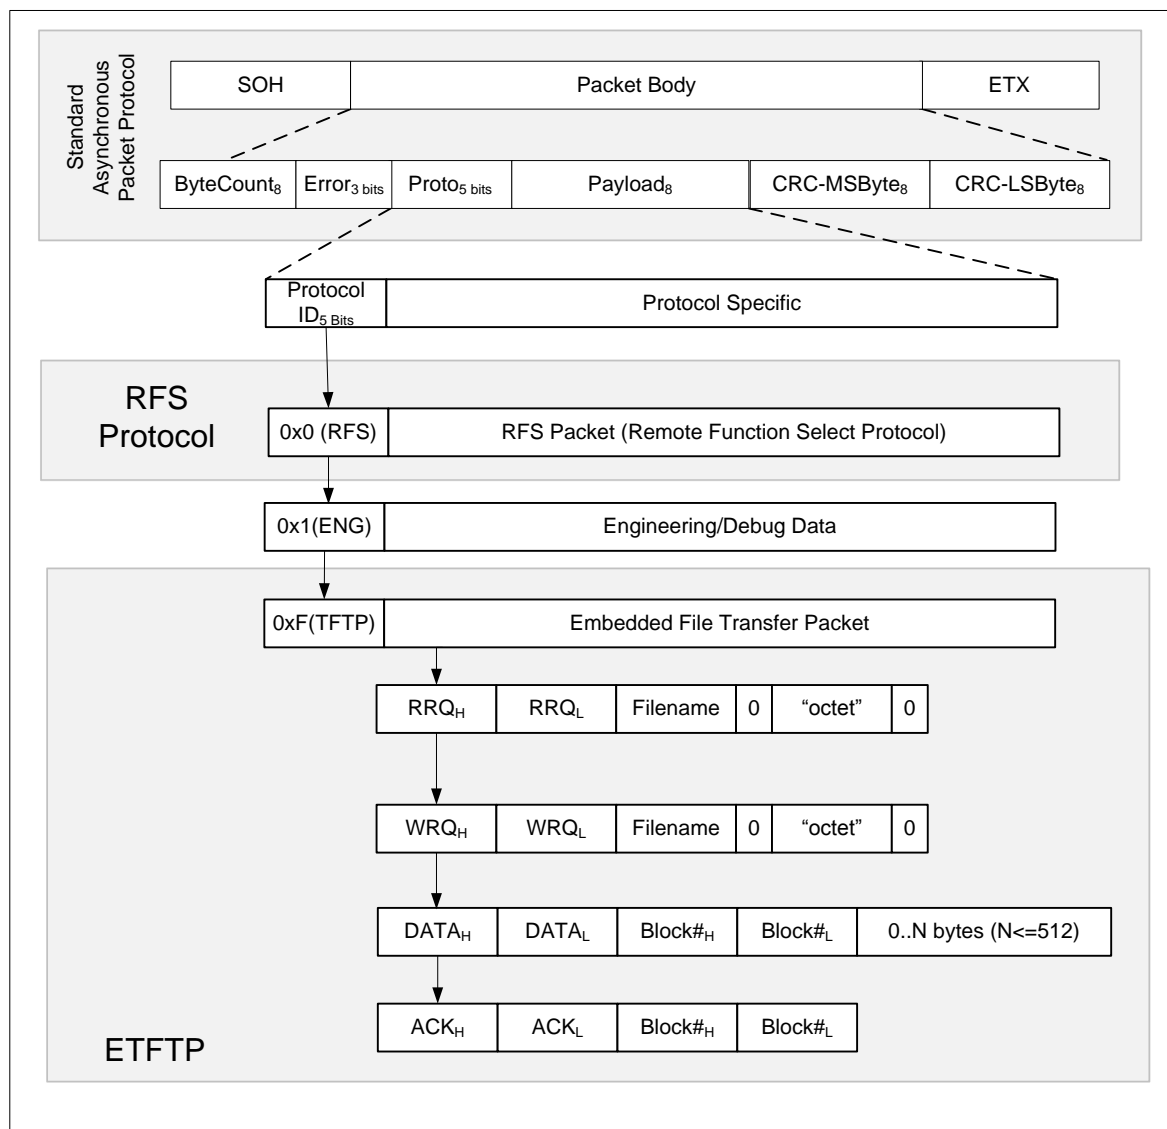 Standard
Asynchronous
Packet Protocol
SOH Packet Body ETX
ByteCount8 Error3 bits Proto5 bits Payload8 CRC-MSByte8 CRC-LSByte8
Protocol
ID5 Bits
Protocol Specific
RFS
Protocol
0x0 (RFS) RFS Packet (Remote Function Select Protocol)
0x1(ENG) Engineering/Debug Data
0xF(TFTP) Embedded File Transfer Packet
RRQH RRQL Filename 0 “octet” 0
WRQH WRQL Filename 0 “octet” 0
DATAH DATAL Block#H Block#L 0..N bytes (N<=512)
ACKH ACKL Block#H Block#L
ETFTP